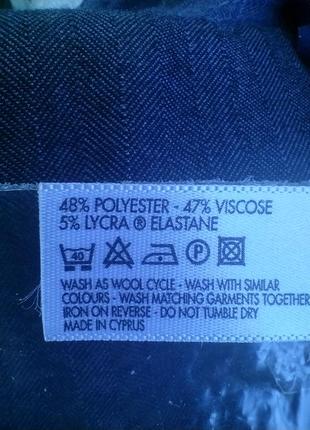 48% POLYESTER - 47% VISCOSE
5% LYCRA ® ELASTANE
40 P
WASH AS WOOL CYCLE - WASH WITH SIMILAR
COLOURS - WASH MATCHING GARMENTS TOGETHER
IRON ON REVERSE - DO NOT TUMBLE DRY
MADE IN CYPRUS